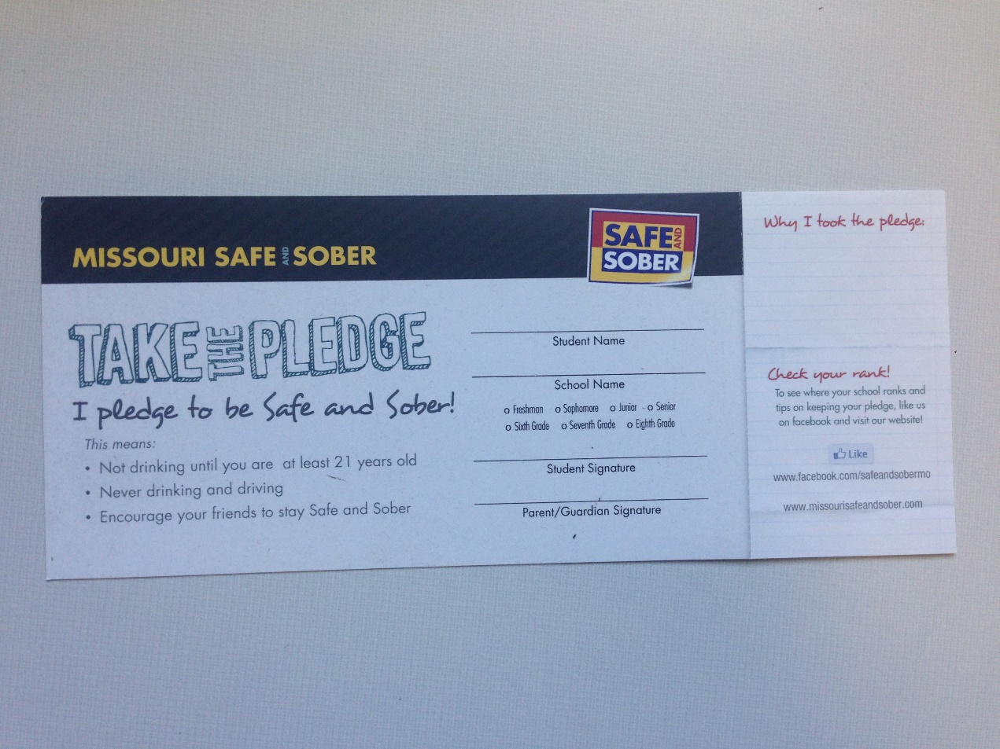 MISSOURI SAFE AND SOBER
SAFE AND
SOBER
TAKE THE PLEDGE
I pledge to be Safe and Sober!
This means:
• Not drinking until you are at least 21 years old
• Never drinking and driving
• Encourage your friends to stay Safe and Sober
Student Name
School Name
o Freshman o Sophomore o Junior o Senior
o Sixth Grade o Seventh Grade o Eighth Grade
Student Signature
Parent/Guardian Signature
Why I took the pledge:
Check your rank!
To see where your school ranks and
tips on keeping your pledge, like us
on facebook and visit our website!
Like
www.facebook.com/safeandsobermo
www.missourisafeandsober.com